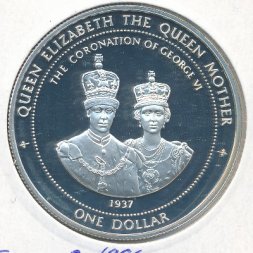 QUEEN ELIZABETH THE QUEEN MOTHER
THE CORONATION OF GEORGE VI
1937
ONE DOLLAR